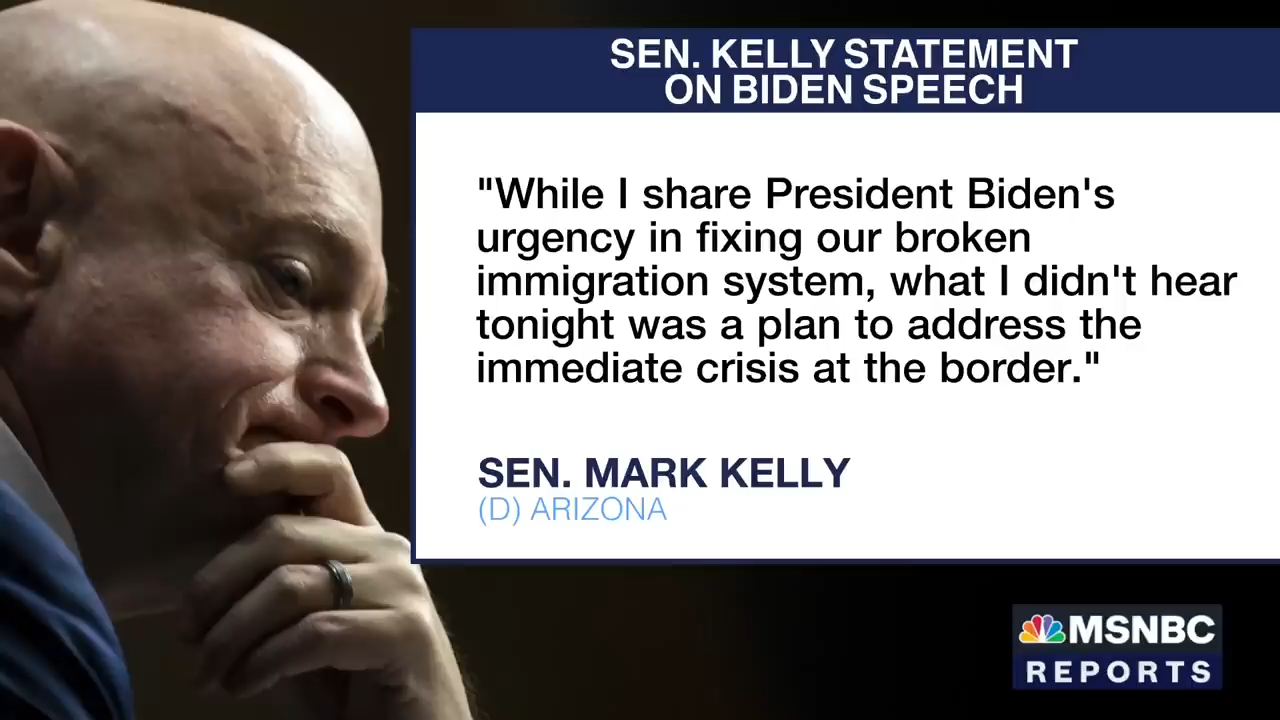 SEN. KELLY STATEMENT
ON BIDEN SPEECH
"While I share President Biden's
urgency in fixing our broken
immigration system, what I didn't hear
tonight was a plan to address the
immediate crisis at the border."
SEN. MARK KELLY
(D) ARIZONA
MSNBC
REPORTS